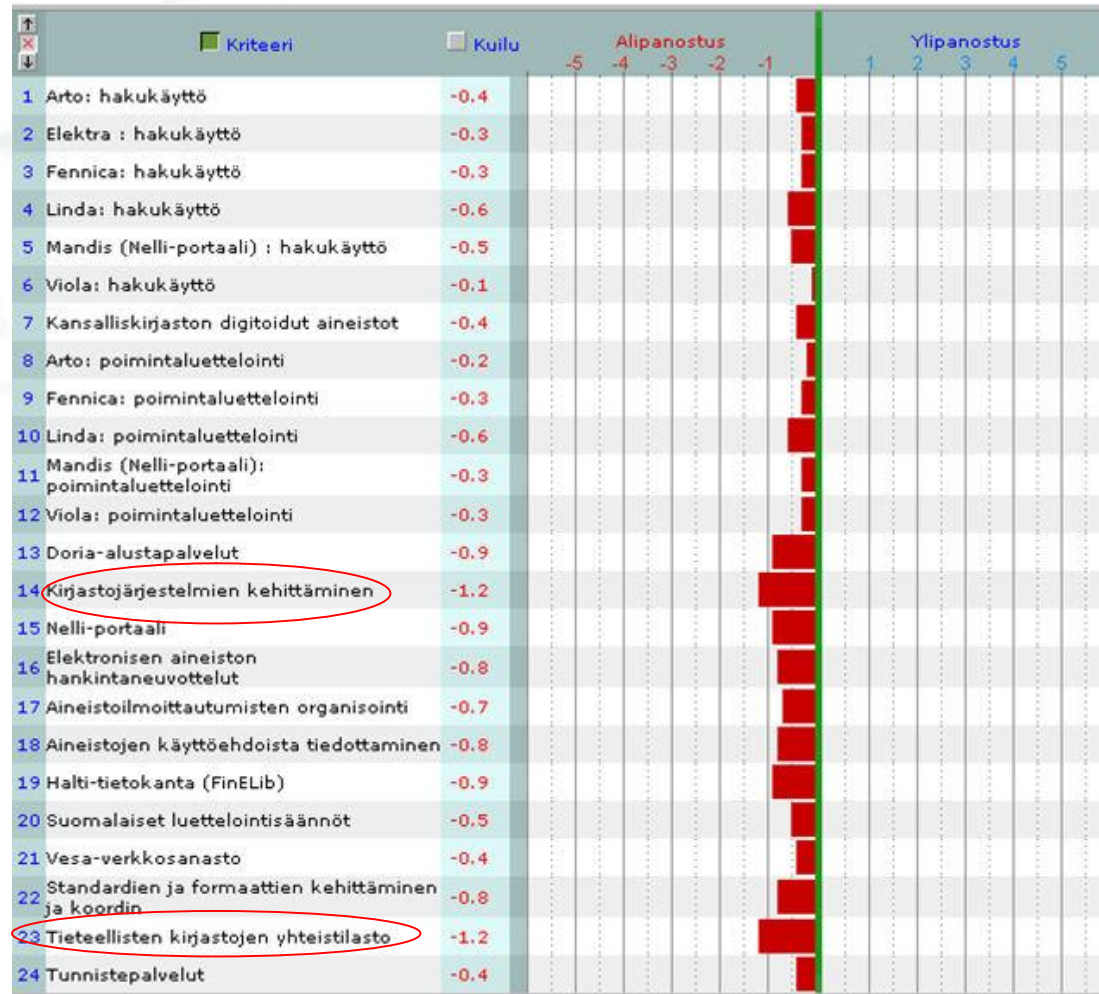 Kriteeri Kuilu Alipanostus Ylipanostus
-5 -4 -3 -2 -1 1 2 3 4 5
1 Arto: hakukäyttö -0.4
2 Elektra : hakukäyttö -0.3
3 Fennica: hakukäyttö -0.3
4 Linda: hakukäyttö -0.6
5 Mandis (Nelli-portaali) : hakukäyttö -0.5
6 Viola: hakukäyttö -0.1
7 Kansalliskirjaston digitoidut aineistot -0.4
8 Arto: poimintaluettelointi -0.2
9 Fennica: poimintaluettelointi -0.3
10 Linda: poimintaluettelointi -0.6
11 Mandis (Nelli-portaali): -0.3
poimintaluettelointi
12 Viola: poimintaluettelointi -0.3
13 Doria-alustapalvelut -0.9
14 Kirjastojärjestelmien kehittäminen -1.2
15 Nelli-portaali -0.9
16 Elektronisen aineiston -0.8
hankintaneuvottelut
17 Aineistoilmoittautumisten organisointi -0.7
18 Aineistojen käyttöehdoista tiedottaminen -0.8
19 Halti-tietokanta (FinELib) -0.9
20 Suomalaiset luettelointisäännöt -0.5
21 Vesa-verkkosanasto -0.4
22 Standardien ja formaattien kehittäminen -0.8
ja koordin
23 Tieteellisten kirjastojen yhteistilasto -1.2
24 Tunnistepalvelut -0.4